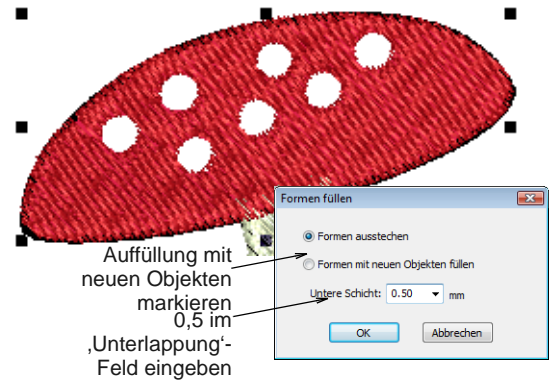 Formen füllen
Formen ausstechen
Formen mit neuen Objekten füllen
Untere Schicht: 0.50 mm
OK Abbrechen
Auffüllung mit
neuen Objekten
markieren
0,5 im
‚Unterlappung‘-
Feld eingeben